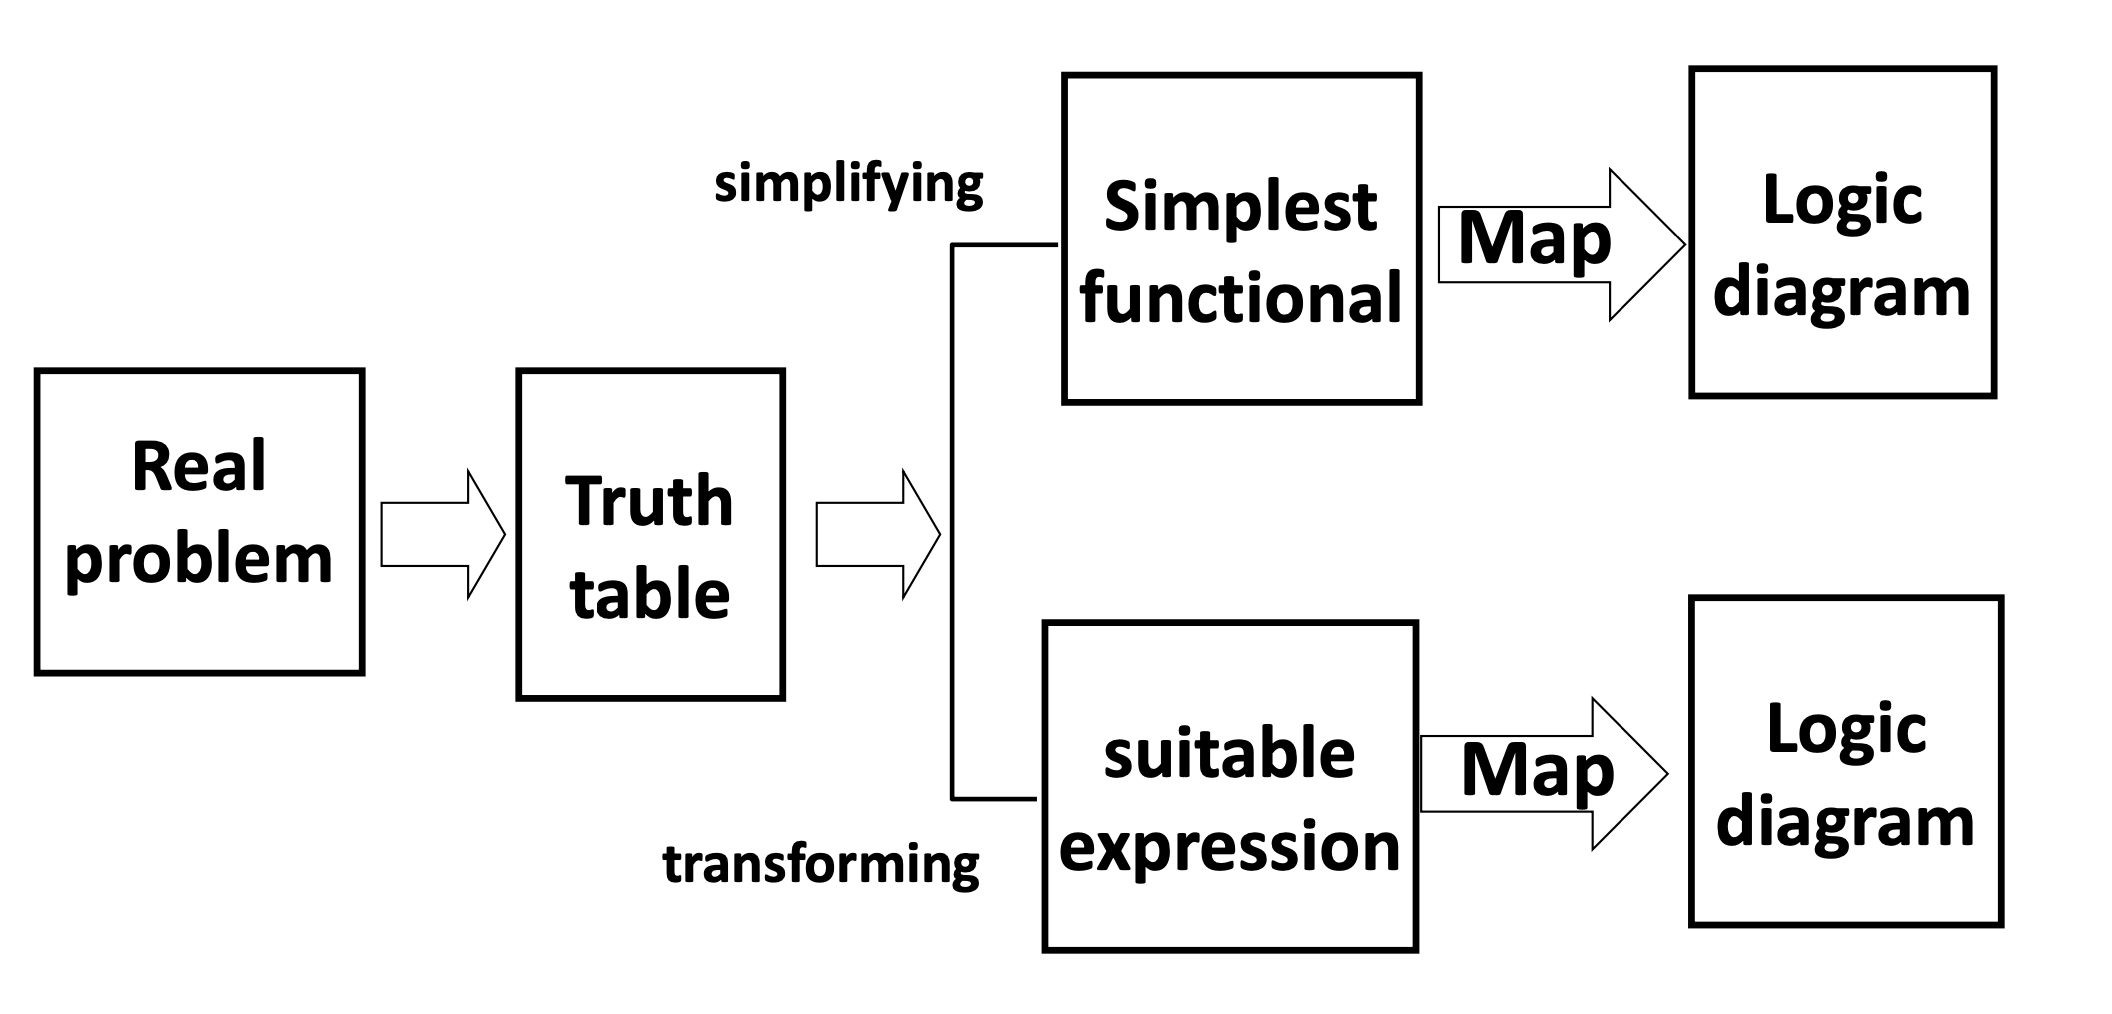 Real
problem
Truth
table
simplifying
Simplest
functional
Map
Logic
diagram
transforming
suitable
expression
Map
Logic
diagram